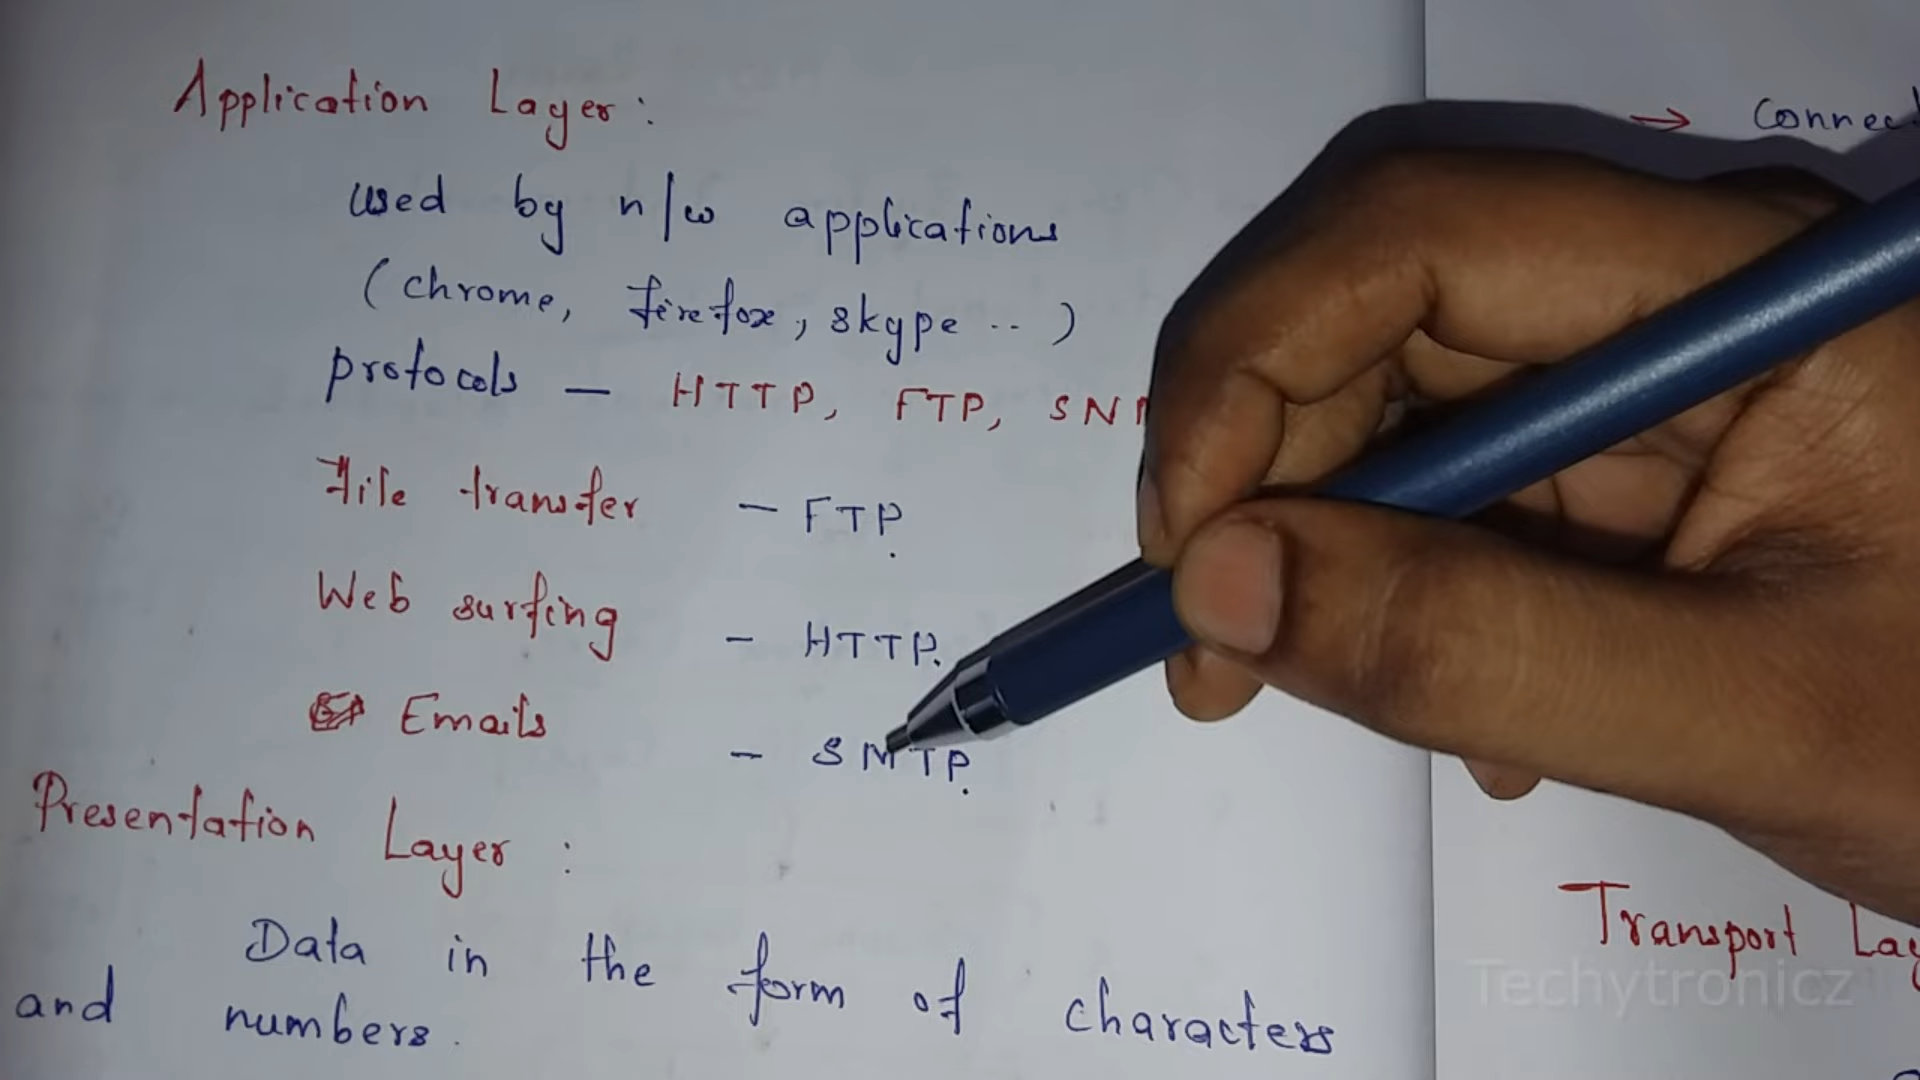 Application Layer:
used by n/w applications
(chrome, firefox, skype .. )
protocols — HTTP, FTP,
File transfer — FTP.
Web surfing — HTTP.
Emails — SMTP.
Presentation Layer :
Data in the form of characters
and numbers.
→
Transport
Techytronicz